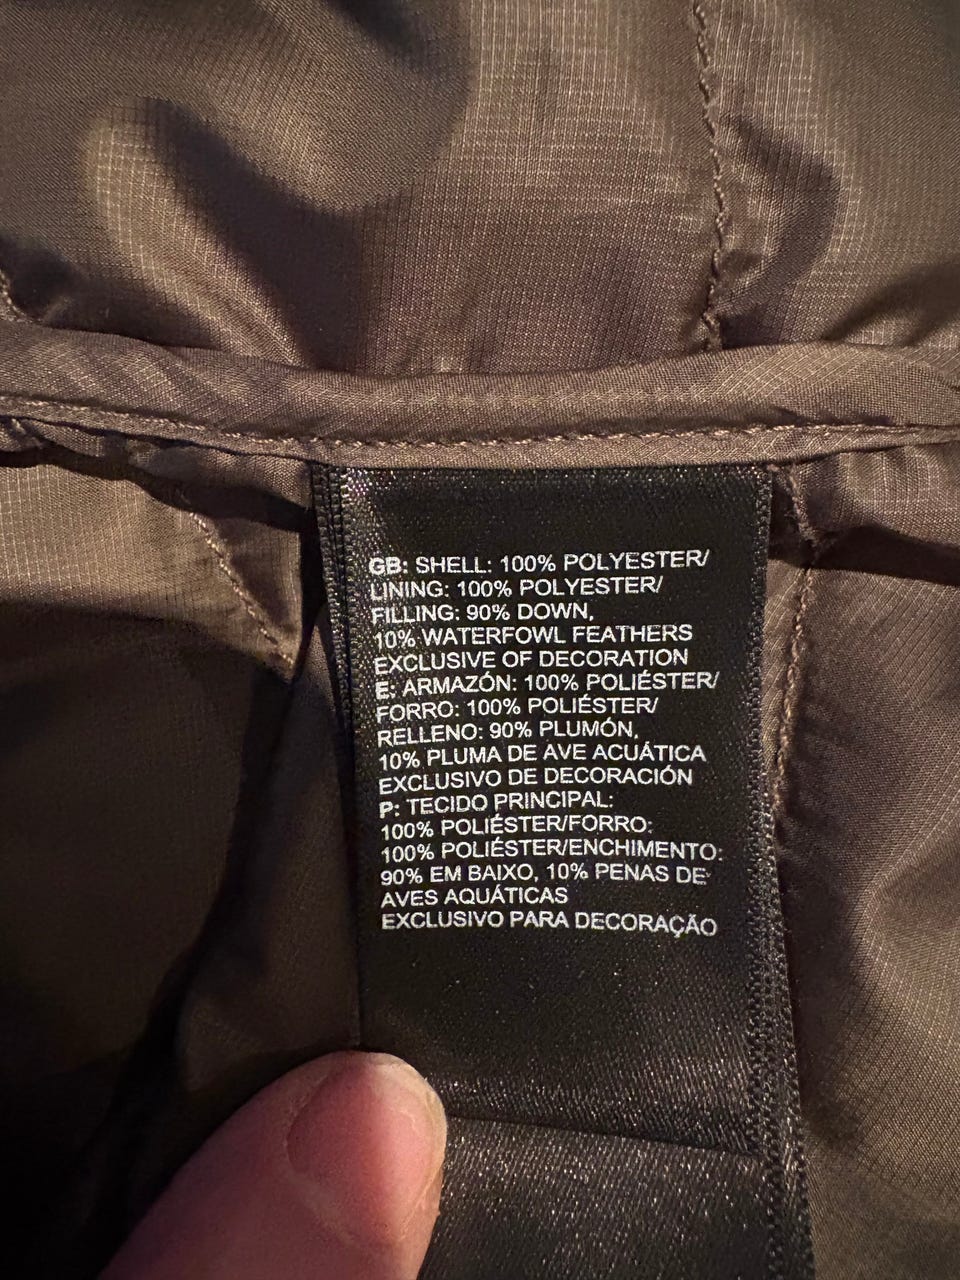 GB: SHELL: 100% POLYESTER/
LINING: 100% POLYESTER/
FILLING: 90% DOWN,
10% WATERFOWL FEATHERS
EXCLUSIVE OF DECORATION
E: ARMAZÓN: 100% POLIÉSTER/
FORRO: 100% POLIÉSTER/
RELLENO: 90% PLUMÓN,
10% PLUMA DE AVE ACUÁTICA
EXCLUSIVO DE DECORACIÓN
P: TECIDO PRINCIPAL:
100% POLIÉSTER/FORRO:
100% POLIÉSTER/ENCHIMENTO:
90% EM BAIXO, 10% PENAS DE
AVES AQUÁTICAS
EXCLUSIVO PARA DECORAÇÃO